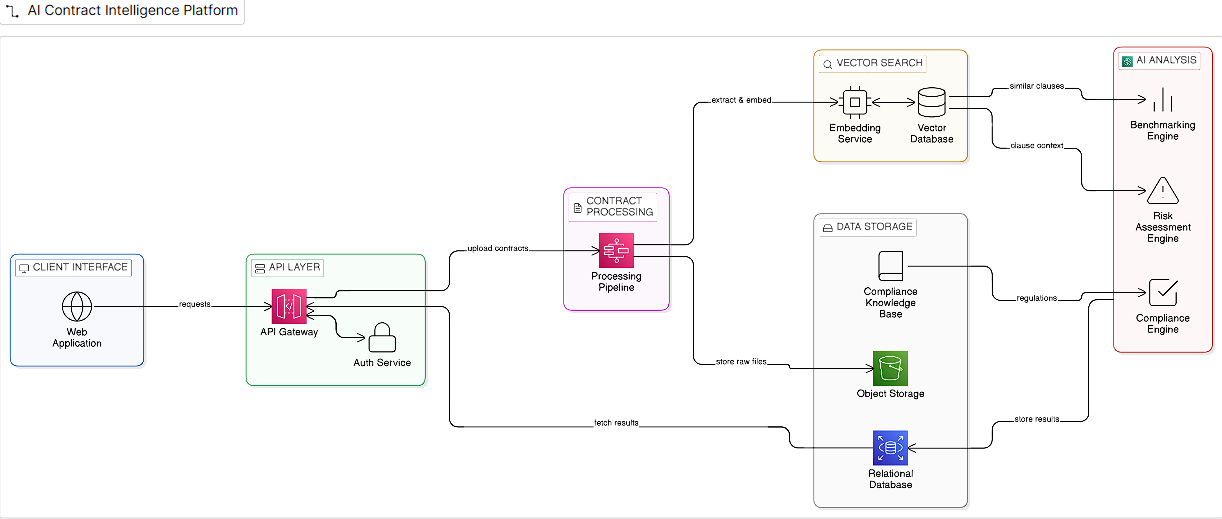 AI Contract Intelligence Platform
VECTOR SEARCH
Embedding
Service
Vector
Database
extract & embed
similar clauses
clause context
AI ANALYSIS
Benchmarking
Engine
Risk
Assessment
Engine
Compliance
Engine
CONTRACT
PROCESSING
Processing
Pipeline
upload contracts
DATA STORAGE
Compliance
Knowledge
Base
regulations
Object Storage
store raw files
Relational
Database
store results
fetch results
CLIENT INTERFACE
Web
Application
requests
API LAYER
API Gateway
Auth Service